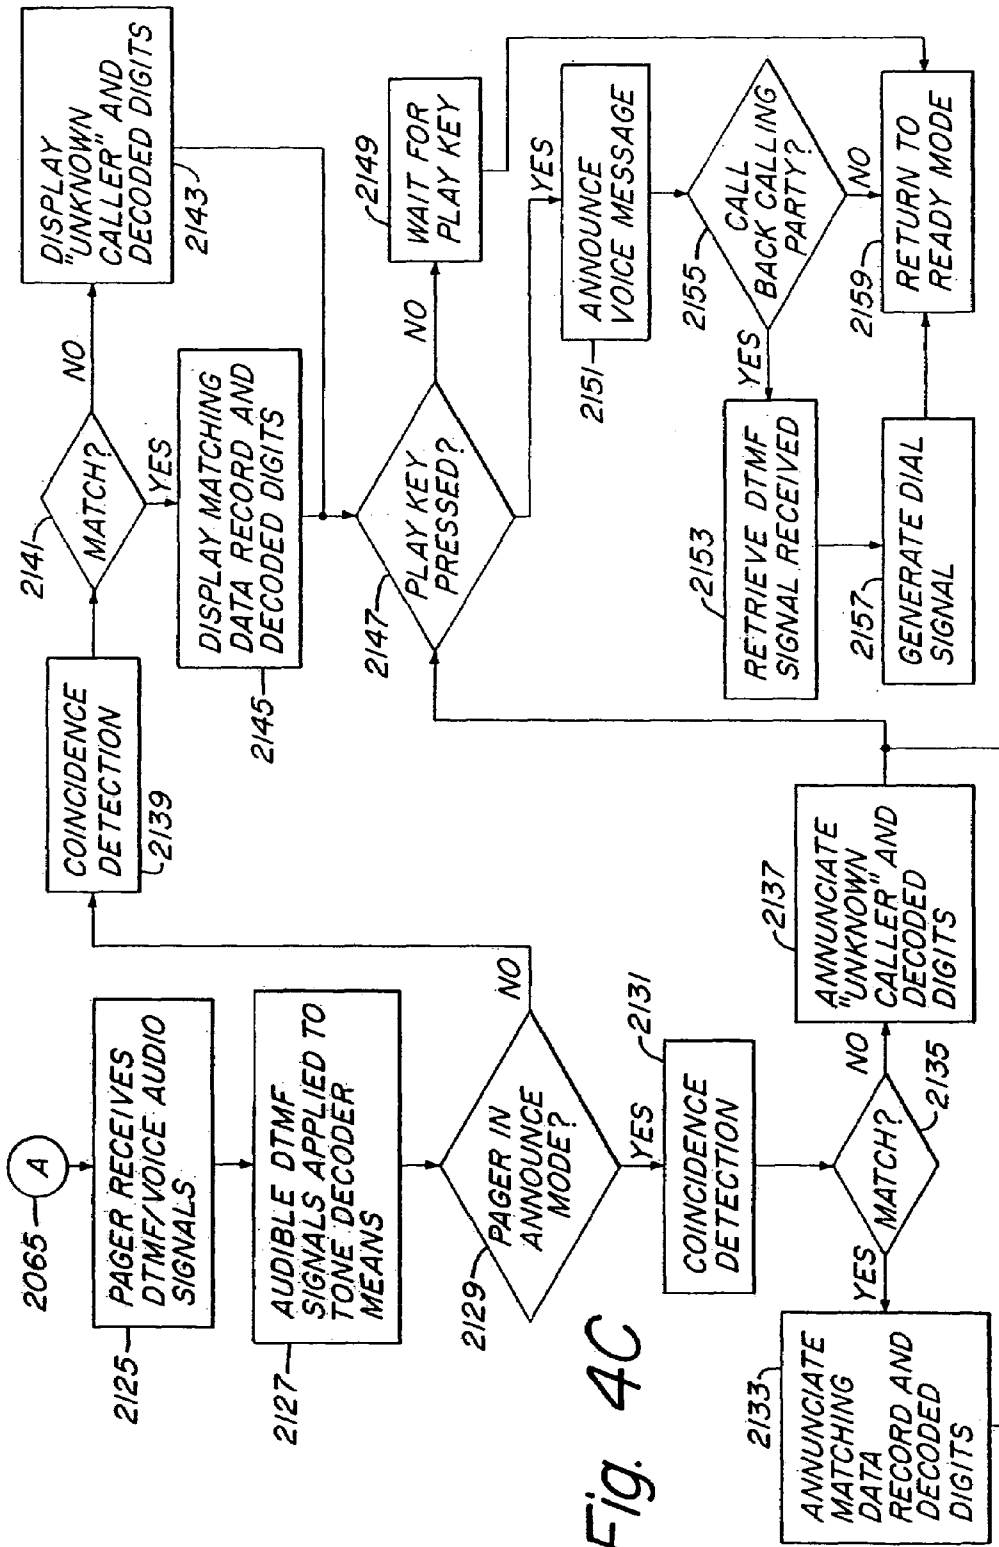 A
2065
PAGER RECEIVES
DTMF/VOICE AUDIO
SIGNALS
2125
AUDIBLE DTMF
SIGNALS APPLIED TO
TONE DECODER
MEANS
2127
PAGER IN
ANNOUNCE
MODE?
2129
NO
YES
COINCIDENCE
DETECTION
2131
MATCH?
2135
YES
NO
ANNUNCIATE
MATCHING
DATA
RECORD AND
DECODED
DIGITS
2133
ANNUNCIATE
"UNKNOWN
CALLER" AND
DECODED
DIGITS
2137
COINCIDENCE
DETECTION
2139
MATCH?
2141
NO
YES
DISPLAY
"UNKNOWN
CALLLER" AND
DECODED DIGITS
2143
DISPLAY MATCHING
DATA RECORD AND
DECODED DIGITS
2145
PLAY KEY
PRESSED?
2147
NO
WAIT FOR
PLAY KEY
2149
YES
ANNOUNCE
VOICE MESSAGE
2151
CALL
BACK CALLING
PARTY?
2155
YES
NO
RETRIEVE DTMF
SIGNAL RECEIVED
2153
GENERATE DIAL
SIGNAL
2157
RETURN TO
READY MODE
2159
Fig. 4C